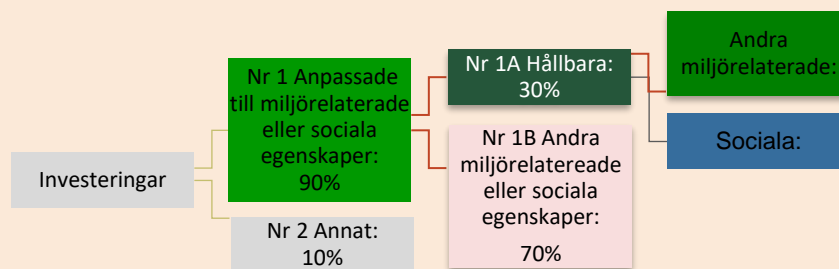 Investeringar
Nr 1 Anpassade
till miljörelaterade
eller sociala
egenskaper:
90%
Nr 2 Annat:
10%
Nr 1A Hållbara:
30%
Nr 1B Andra
miljörelatereade
eller sociala
egenskaper:
70%
Andra
miljörelaterade:
Sociala: